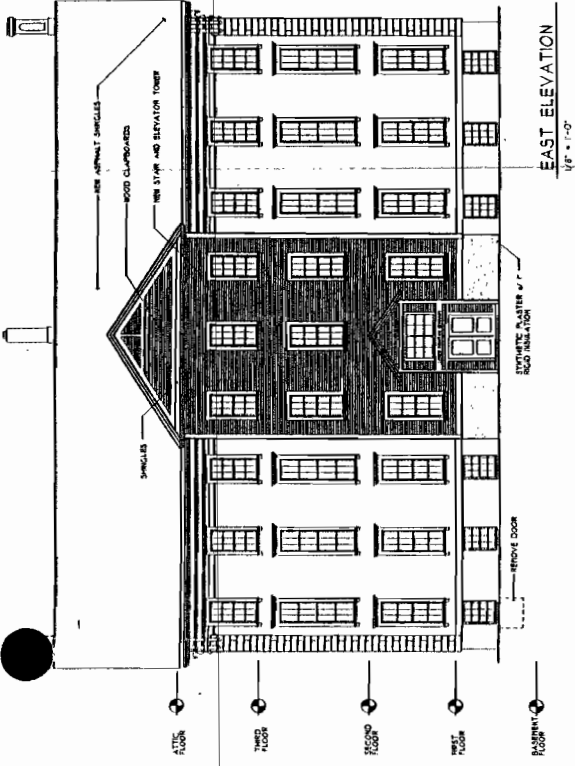 NEW ASPHALT SHINGLES
WOOD CLAPBOARDS
NEW STAIR AND ELEVATOR TOWER
SHINGLES
ATTIC
FLOOR
THIRD
FLOOR
SECOND
FLOOR
FIRST
FLOOR
BASEMENT
FLOOR
REMOVE DOOR
SYNTHETIC PLASTER w/ 1"
RIGID INSULATION
EAST ELEVATION
1/8" = 1'-0"